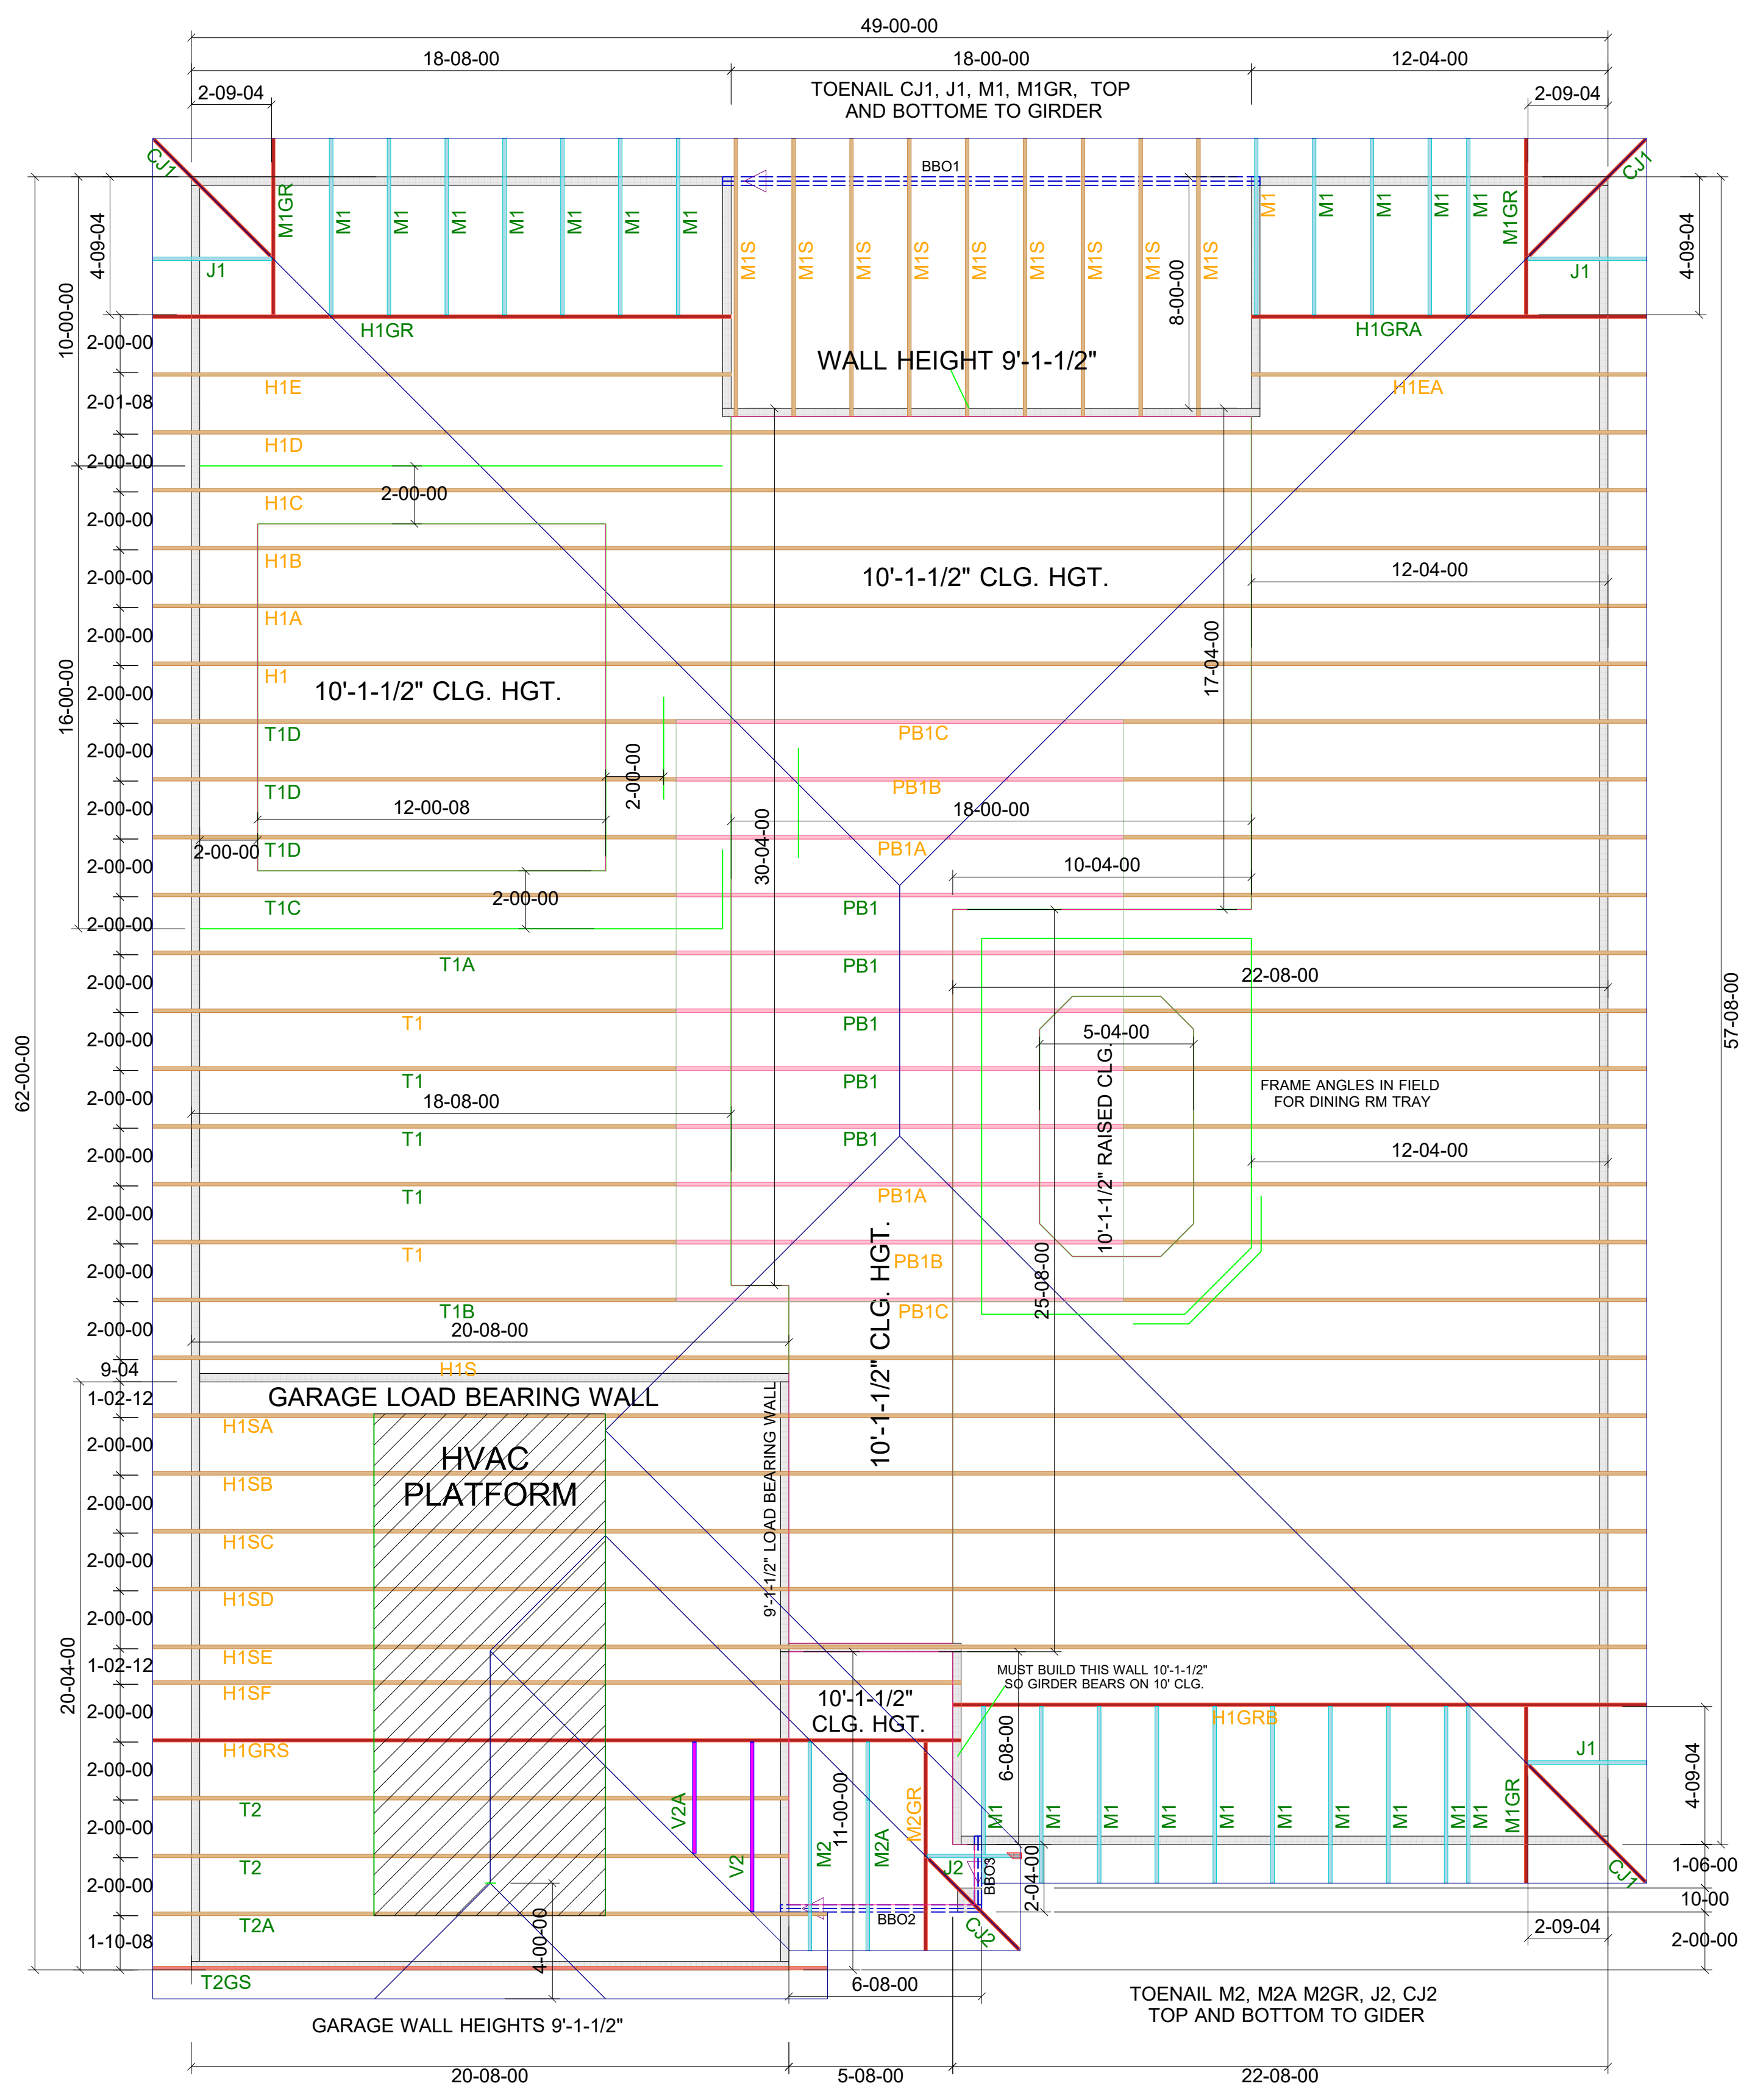 49-00-00
18-08-00
18-00-00
12-04-00
2-09-04
TOENAIL CJ1, J1, M1, M1GR, TOP
AND BOTTOME TO GIRDER
2-09-04
CJ1
BBO1
CJ1
M1GR
M1
M1
M1
M1
M1
M1
M1
M1
M1
M1
M1
M1
M1GR
4-09-04
4-09-04
M1S
M1S
M1S
M1S
M1S
M1S
M1S
M1S
M1S
8-00-00
J1
J1
10-00-00
H1GR
H1GRA
2-00-00
WALL HEIGHT 9'-1-1/2"
H1E
H1EA
2-01-08
H1D
2-00-00
2-00-00
H1C
2-00-00
H1B
2-00-00
10'-1-1/2" CLG. HGT.
12-04-00
H1A
2-00-00
17-04-00
H1
10'-1-1/2" CLG. HGT.
2-00-00
16-00-00
T1D
PB1C
2-00-00
2-00-00
T1D
PB1B
2-00-00
12-00-08
18-00-00
30-04-00
2-00-00
T1D
PB1A
2-00-00
10-04-00
2-00-00
T1C
PB1
2-00-00
T1A
PB1
22-08-00
2-00-00
57-08-00
T1
PB1
5-04-00
2-00-00
62-00-00
T1
PB1
10'-1-1/2" RAISED CLG.
FRAME ANGLES IN FIELD
FOR DINING RM TRAY
2-00-00
18-08-00
T1
PB1
2-00-00
12-04-00
T1
PB1A
2-00-00
T1
PB1B
2-00-00
25-08-00
T1B
PB1C
2-00-00
20-08-00
10'-1-1/2" CLG. HGT.
9-04
H1S
1-02-12
GARAGE LOAD BEARING WALL
9'-1-1/2" LOAD BEARING WALL
H1SA
2-00-00
HVAC
PLATFORM
H1SB
2-00-00
H1SC
2-00-00
H1SD
2-00-00
H1SE
20-04-00
1-02-12
MUST BUILD THIS WALL 10'-1-1/2"
SO GIRDER BEARS ON 10' CLG.
H1SF
10'-1-1/2"
CLG. HGT.
2-00-00
H1GRB
H1GRS
6-08-00
J1
2-00-00
4-09-04
T2
V2A
11-00-00
M2GR
M1
M1
M1
M1
M1
M1
M1
M1
M1
M1
M1GR
2-00-00
M2
M2A
T2
V2
J2
BBO3
2-04-00
CJ1
1-06-00
2-00-00
10-00
T2A
BBO2
CJ2
2-09-04
1-10-08
4-00-00
2-00-00
T2GS
6-08-00
TOENAIL M2, M2A M2GR, J2, CJ2
TOP AND BOTTOM TO GIDER
GARAGE WALL HEIGHTS 9'-1-1/2"
20-08-00
5-08-00
22-08-00